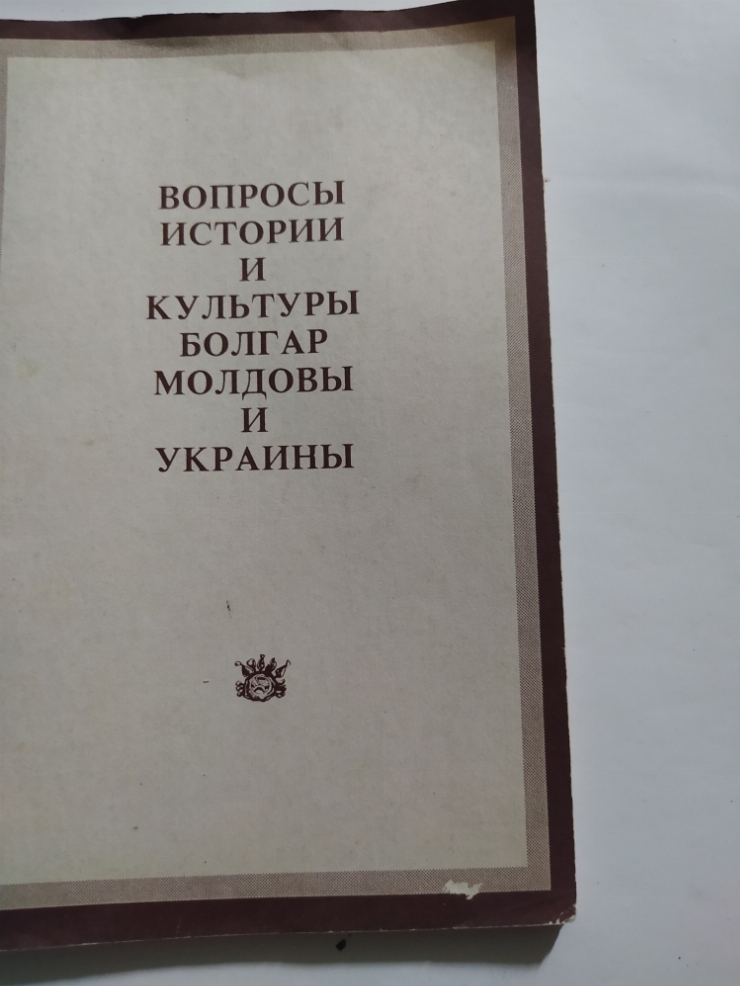 ВОПРОСЫ
ИСТОРИИ
И
КУЛЬТУРЫ
БОЛГАР
МОЛДОВЫ
И
УКРАИНЫ